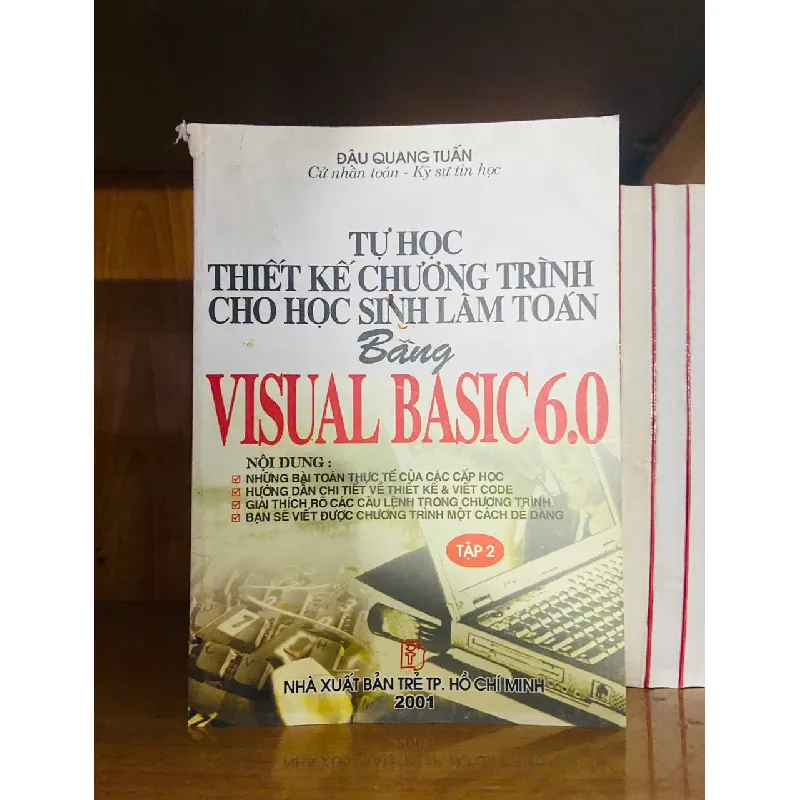 ĐẬU QUANG TUẤN
Cử nhân toán - Kỹ sư tin học
TỰ HỌC
THIẾT KẾ CHƯƠNG TRÌNH
CHO HỌC SINH LÀM TOÁN
Bằng
VISUAL BASIC 6.0
NỘI DUNG :
NHỮNG BÀI TOÁN THỰC TẾ CỦA CÁC CẤP HỌC
HƯỚNG DẪN CHI TIẾT VỀ THIẾT KẾ & VIẾT CODE
GIẢI THÍCH RÕ CÁC CÂU LỆNH TRONG CHƯƠNG TRÌNH
BẠN SẼ VIẾT ĐƯỢC CHƯƠNG TRÌNH MỘT CÁCH DỄ DÀNG
TẬP 2
NHÀ XUẤT BẢN TRẺ TP. HỒ CHÍ MINH
2001